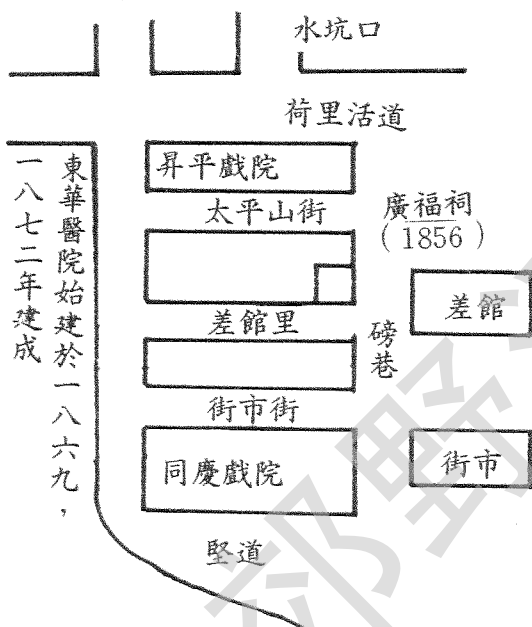 水坑口
荷里活道
昇平戲院
太平山街
廣福祠
(1856)
差館
差館里
磅巷
街市街
同慶戲院
街市
堅道
東華醫院始建於一八六九，
一八七二年建成
郊野